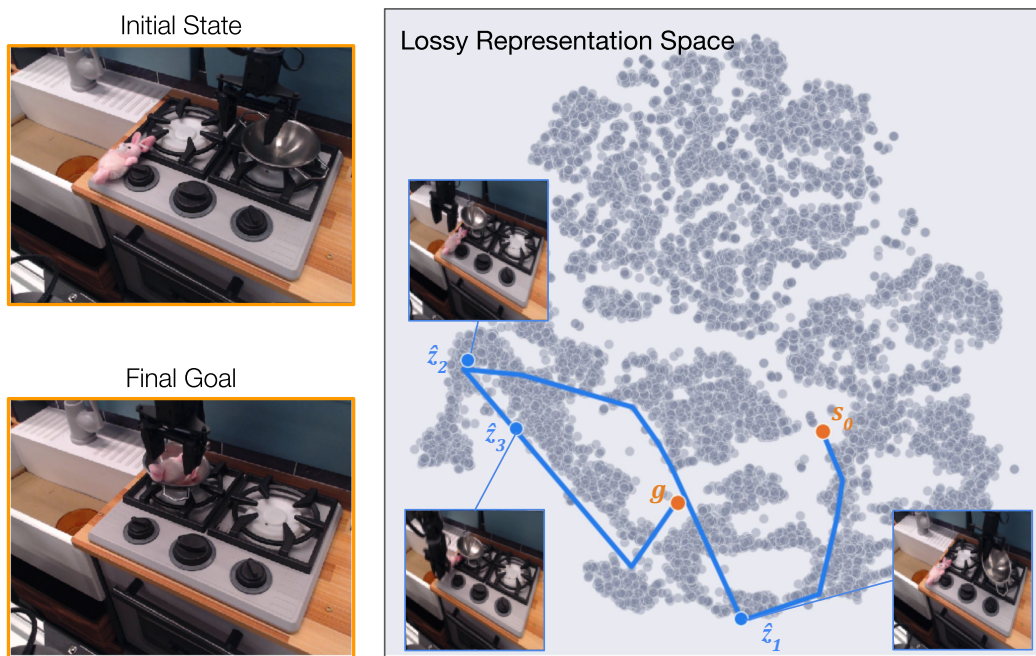 Initial State
Final Goal
Lossy Representation Space
ẑ₂
ẑ₃
s₀
g
ẑ₁